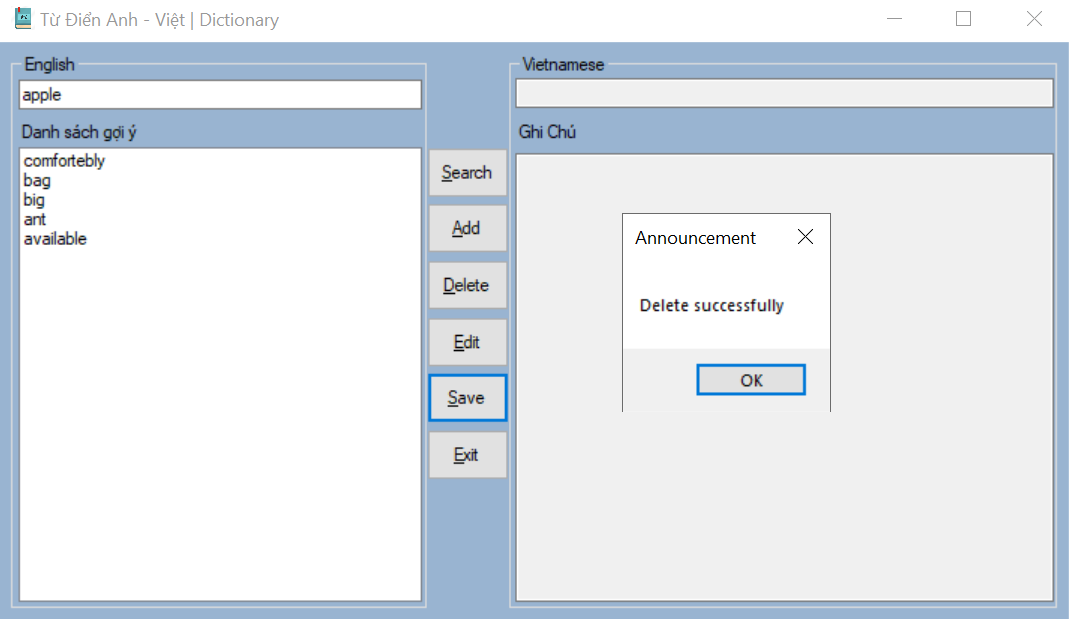 Từ Điển Anh - Việt | Dictionary
English
apple
Danh sách gợi ý
comfortebly
bag
big
ant
available
Search
Add
Delete
Edit
Save
Exit
Vietnamese
Ghi Chú
Announcement
Delete successfully
OK